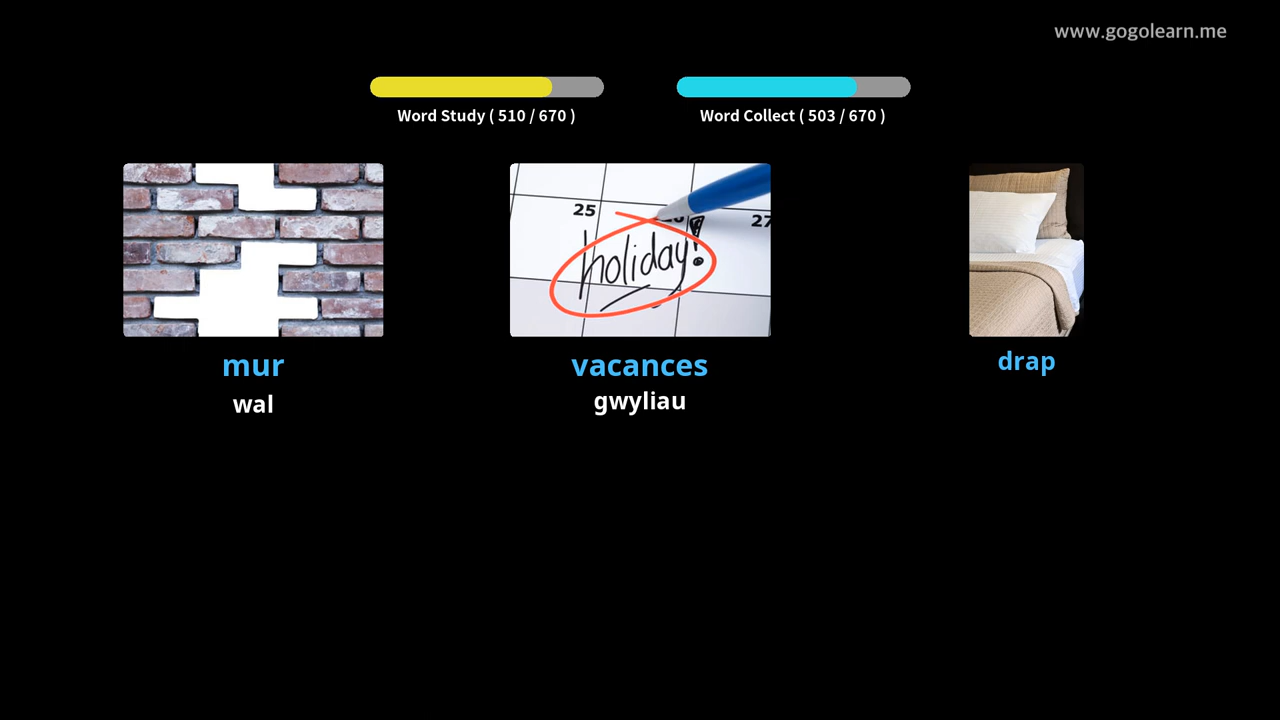 www.gogolearn.me
Word Study ( 510 / 670 )
Word Collect ( 503 / 670 )
25
27
holiday!
mur
vacances
drap
wal
gwyliau